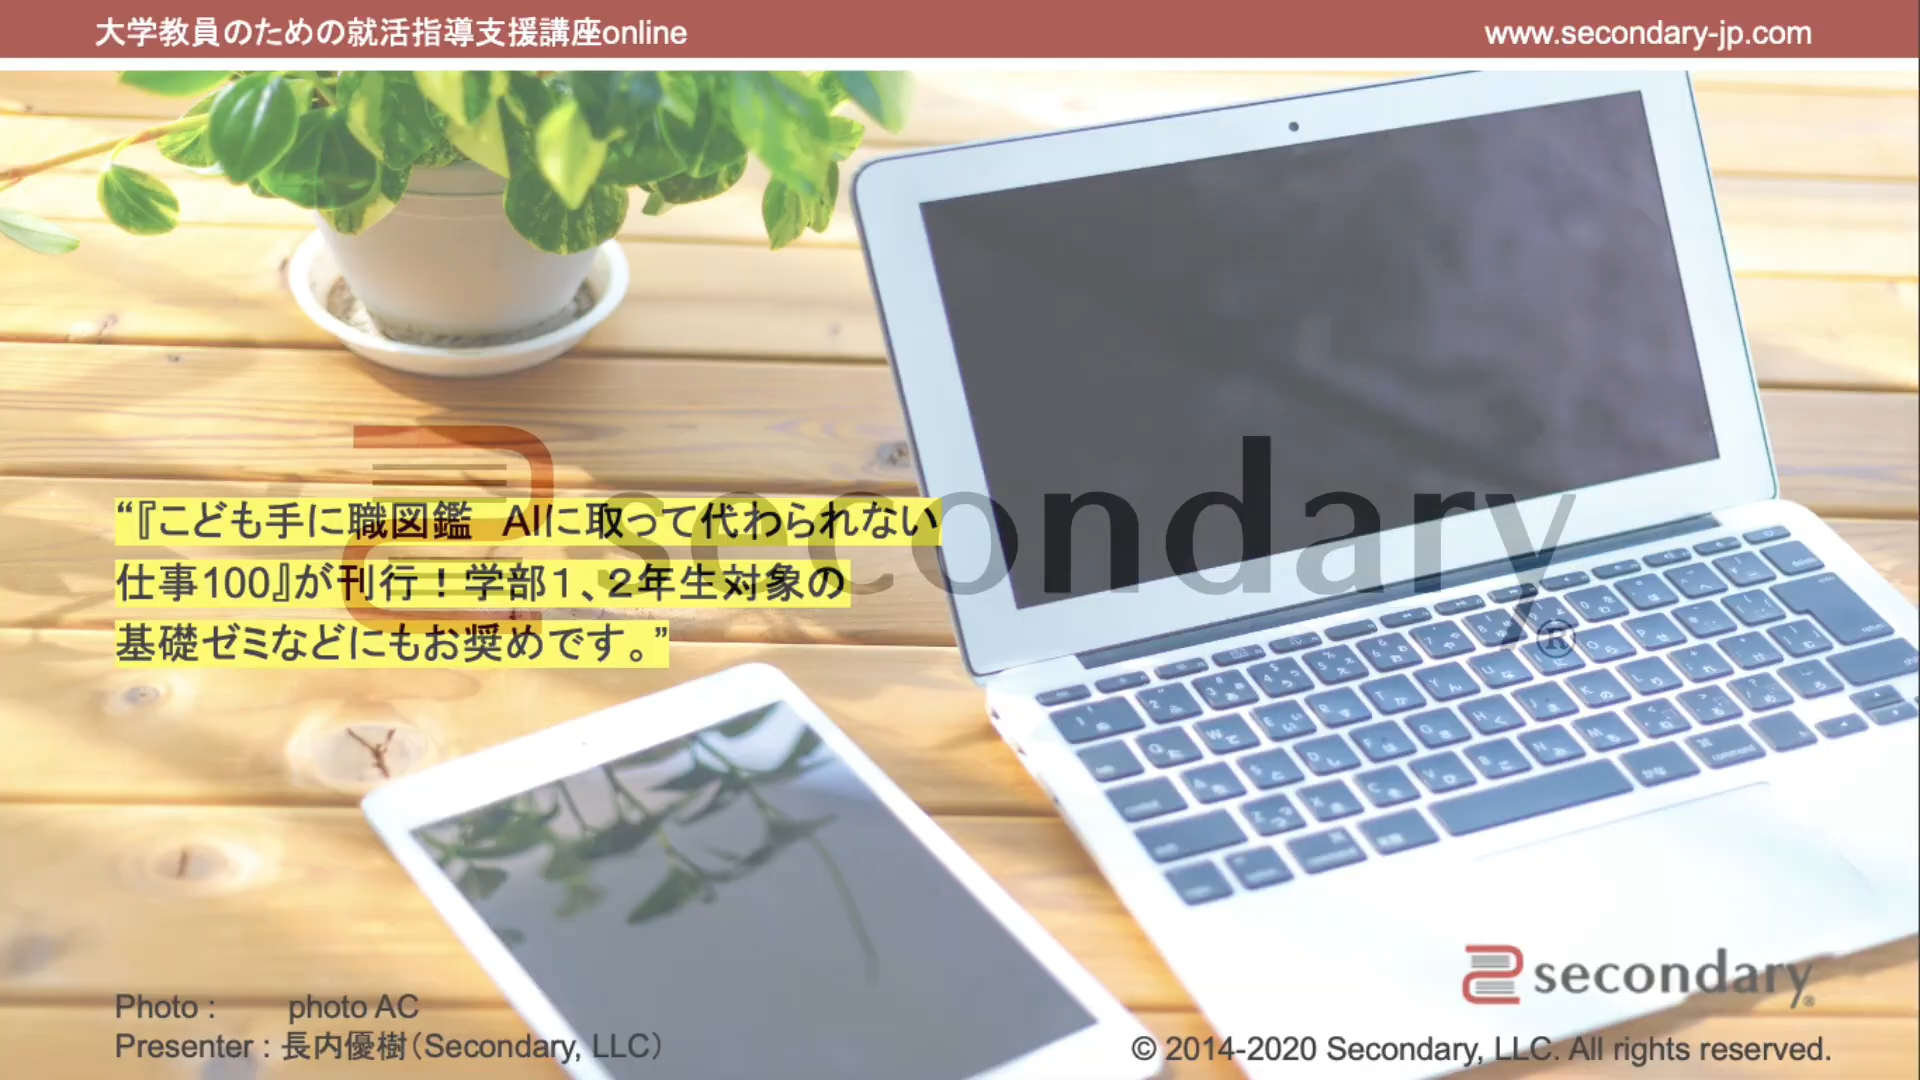 大学教員のための就活指導支援講座online
www.secondary-jp.com
secondary®
“『こども手に職図鑑　AIに取って代わられない
仕事100』が刊行！学部１、２年生対象の
基礎ゼミなどにもお奨めです。”
secondary®
Photo :　photo AC
Presenter : 長内優樹（Secondary, LLC）
© 2014-2020 Secondary, LLC. All rights reserved.